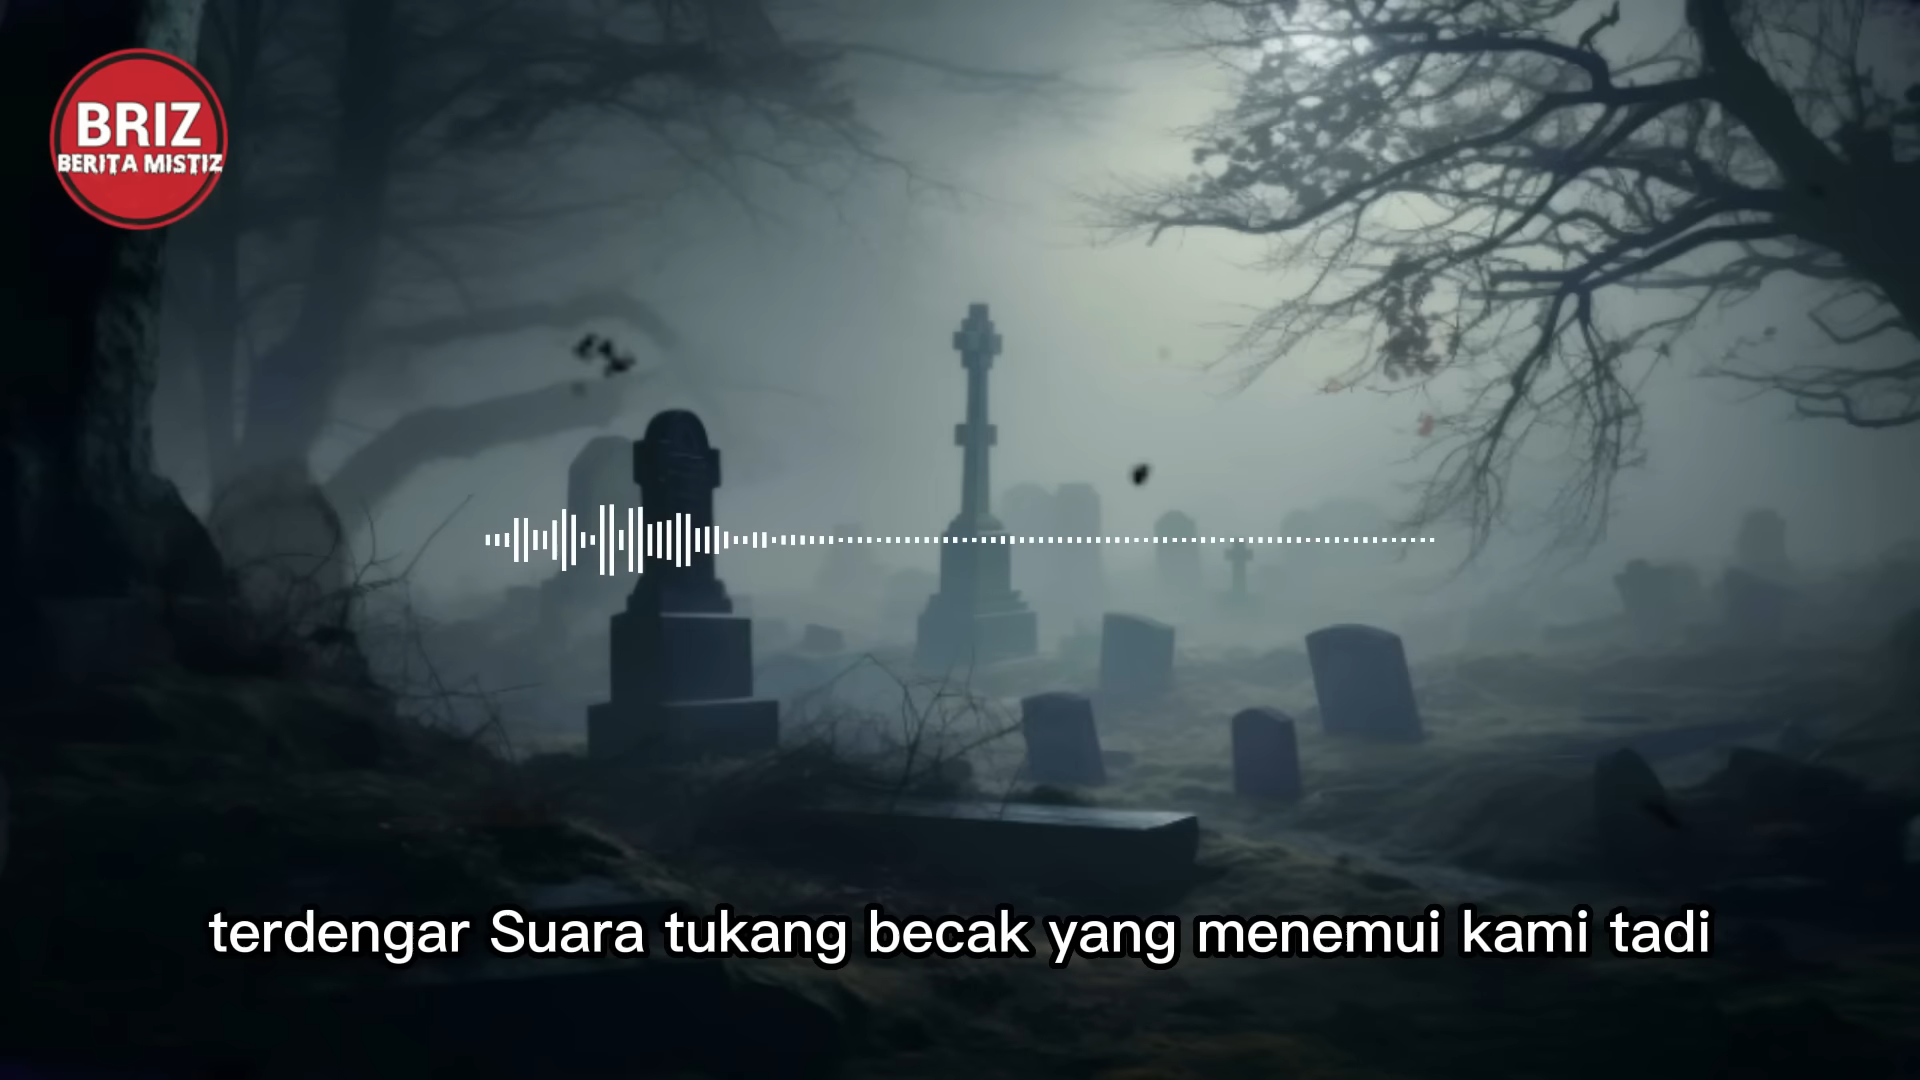 BRIZ
BERITA MISTIZ
terdengar Suara tukang becak yang menemui kami tadi